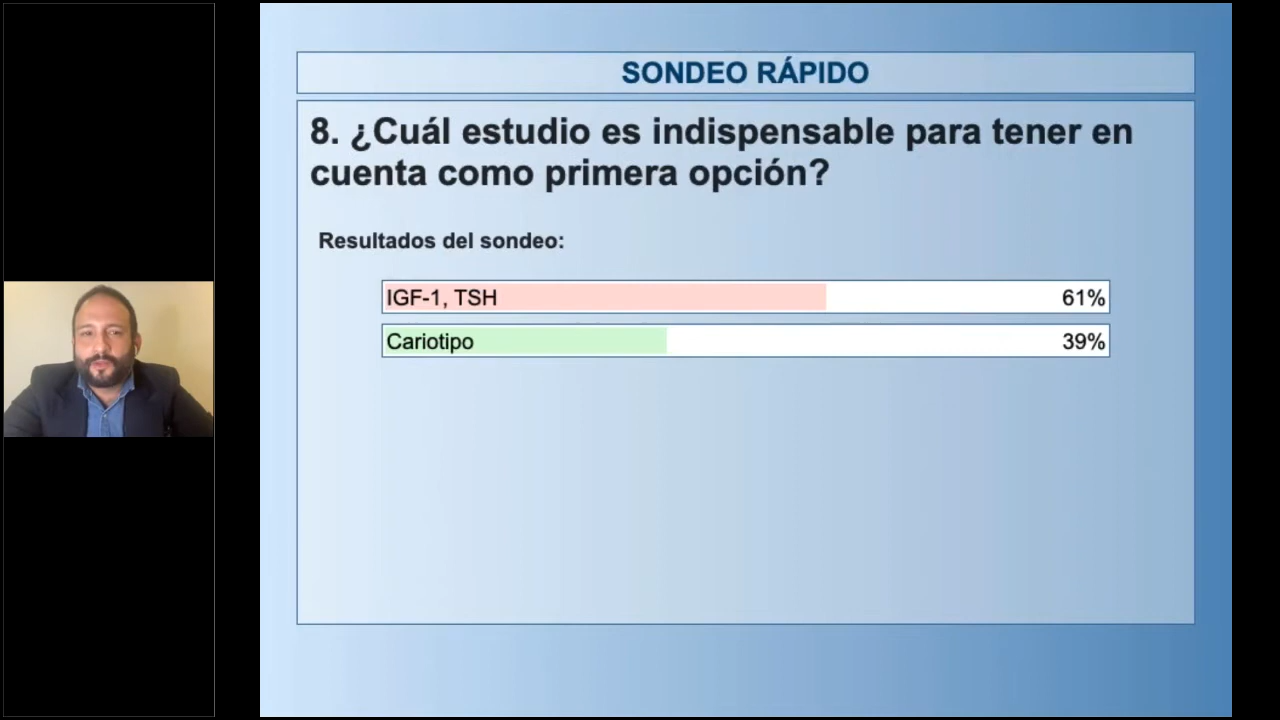 SONDEO RÁPIDO
8. ¿Cuál estudio es indispensable para tener en
cuenta como primera opción?
Resultados del sondeo:
IGF-1, TSH 61%
Cariotipo 39%